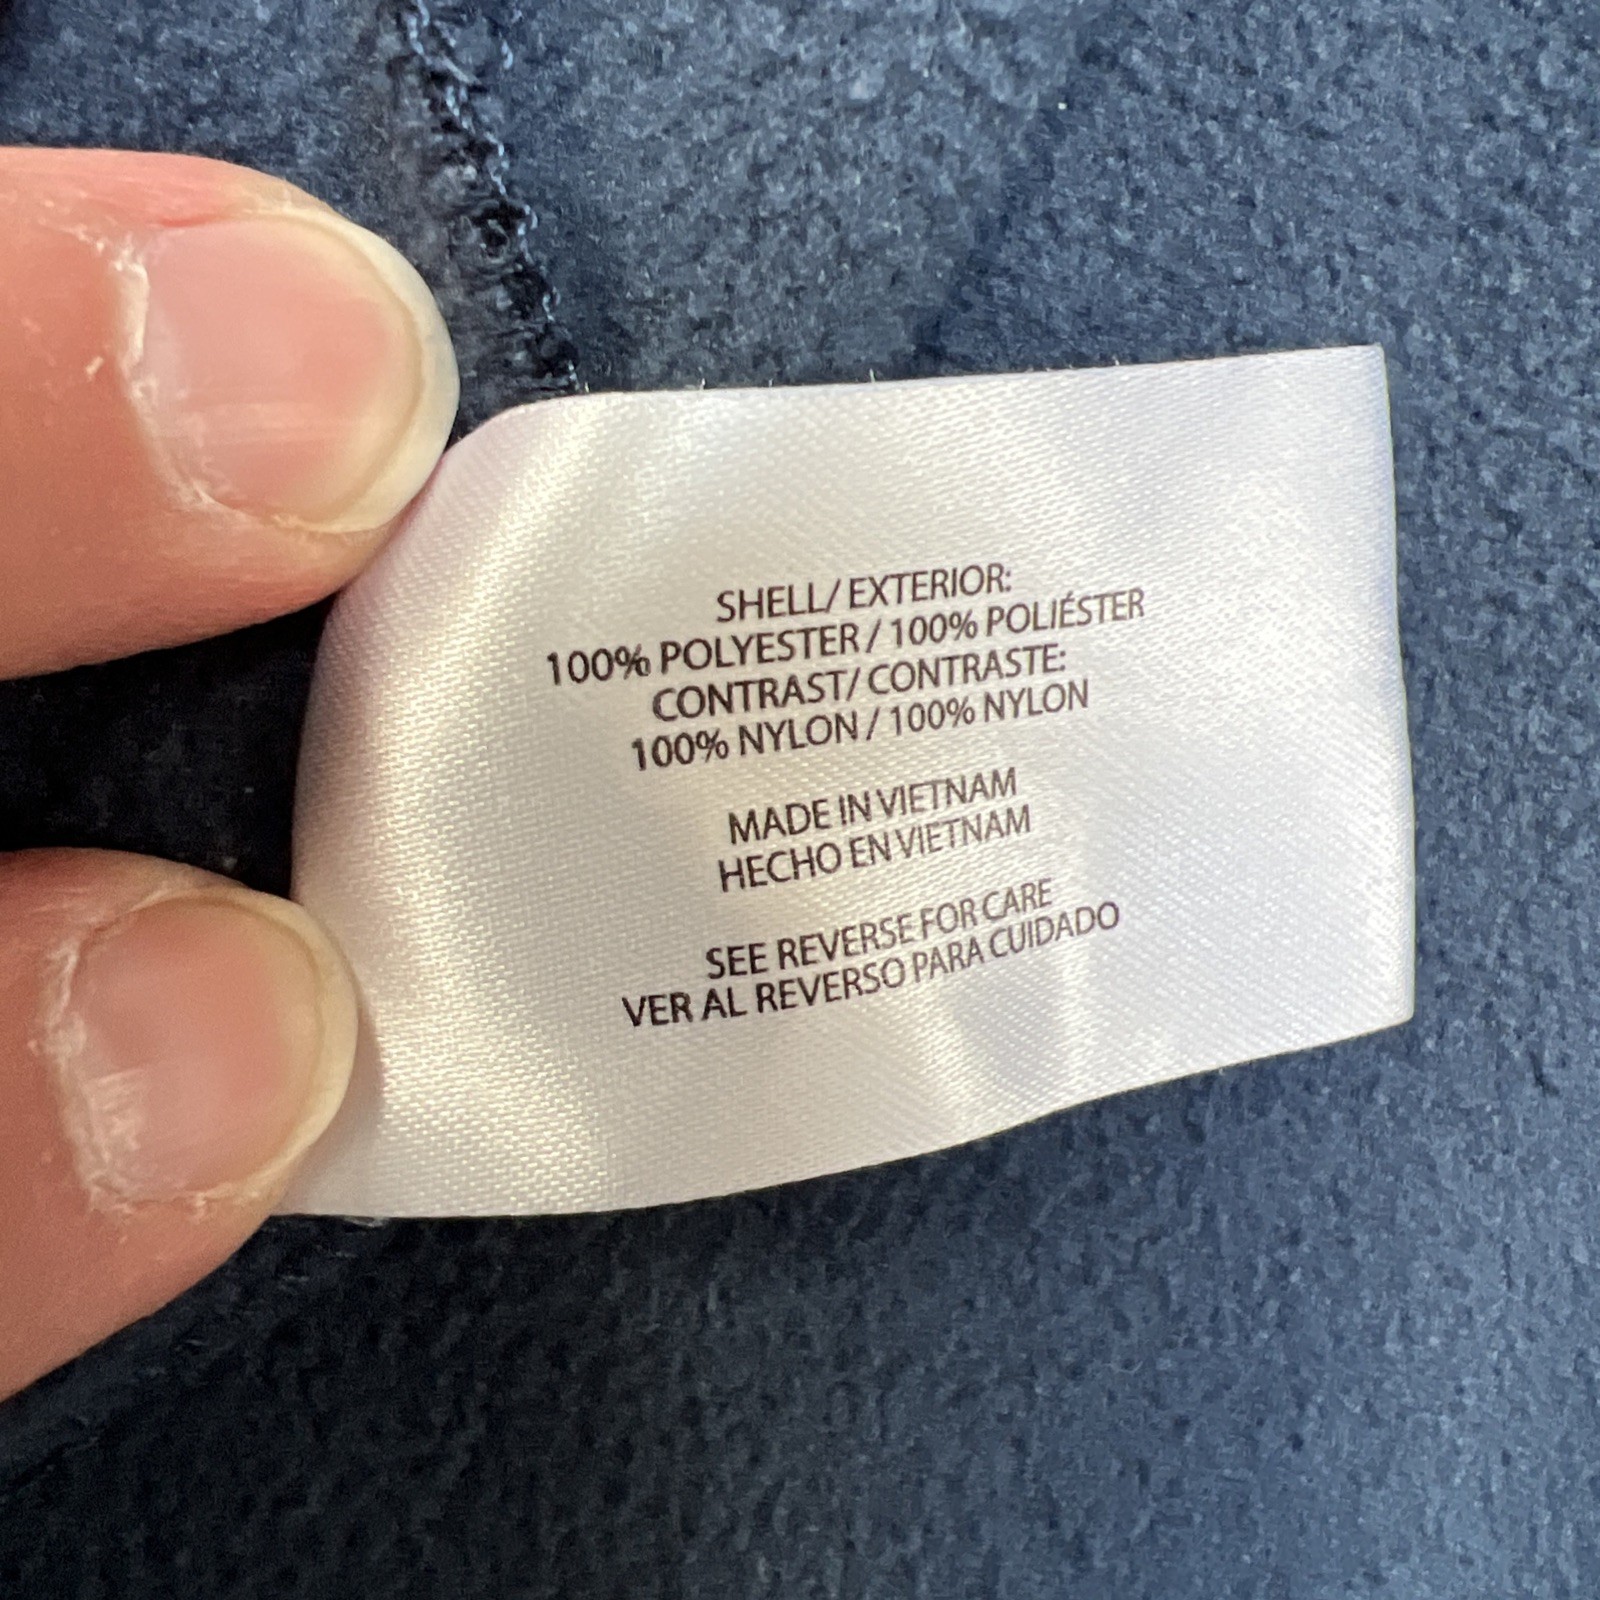 SHELL/ EXTERIOR:
100% POLYESTER / 100% POLIÉSTER
CONTRAST/ CONTRASTE:
100% NYLON / 100% NYLON
MADE IN VIETNAM
HECHO EN VIETNAM
SEE REVERSE FOR CARE
VER AL REVERSO PARA CUIDADO